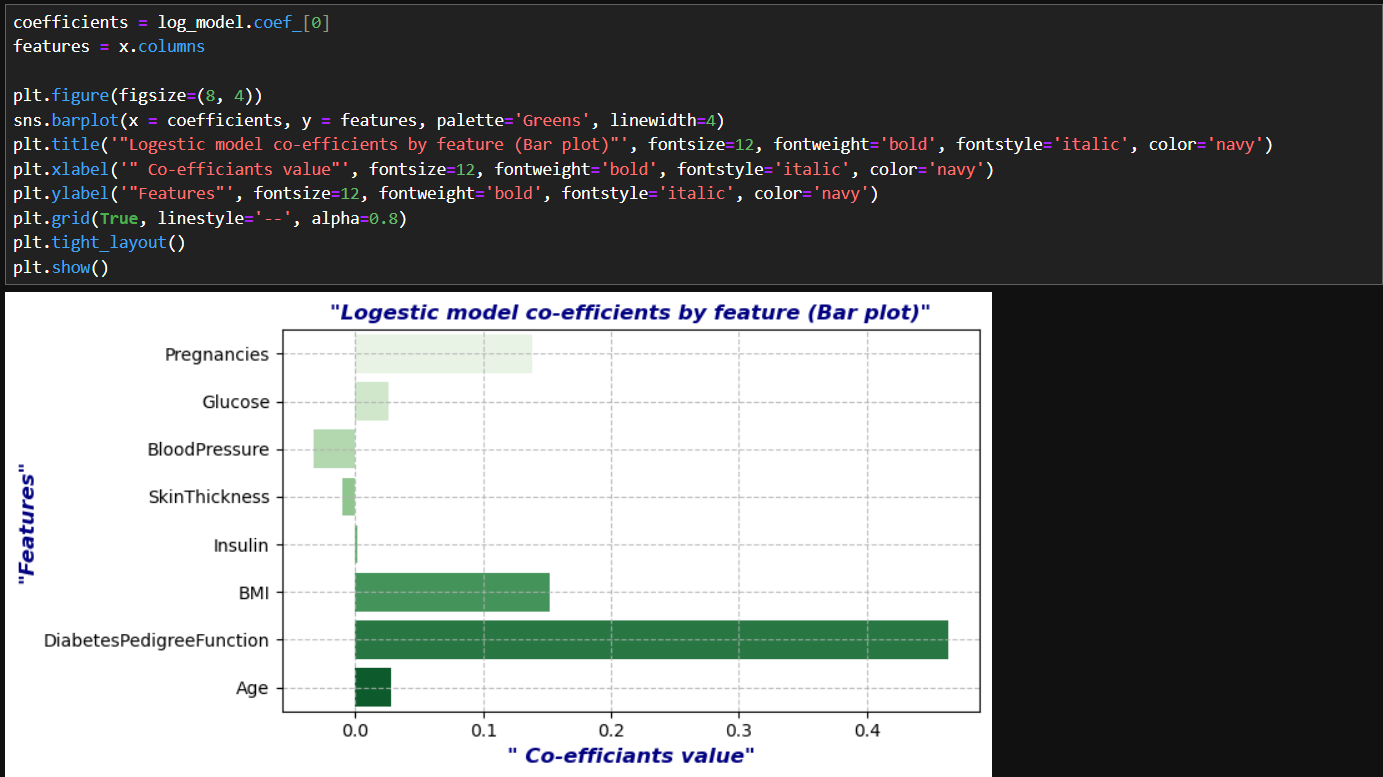 coefficients = log_model.coef_[0]
features = x.columns
plt.figure(figsize=(8, 4))
sns.barplot(x = coefficients, y = features, palette='Greens', linewidth=4)
plt.title('"Logestic model co-efficients by feature (Bar plot)"', fontsize=12, fontweight='bold', fontstyle='italic', color='navy')
plt.xlabel('" Co-efficiants value"', fontsize=12, fontweight='bold', fontstyle='italic', color='navy')
plt.ylabel('"Features"', fontsize=12, fontweight='bold', fontstyle='italic', color='navy')
plt.grid(True, linestyle='--', alpha=0.8)
plt.tight_layout()
plt.show()
"Logestic model co-efficients by feature (Bar plot)"
"Features"
Pregnancies
Glucose
BloodPressure
SkinThickness
Insulin
BMI
DiabetesPedigreeFunction
Age
0.0 0.1 0.2 0.3 0.4
" Co-efficiants value"